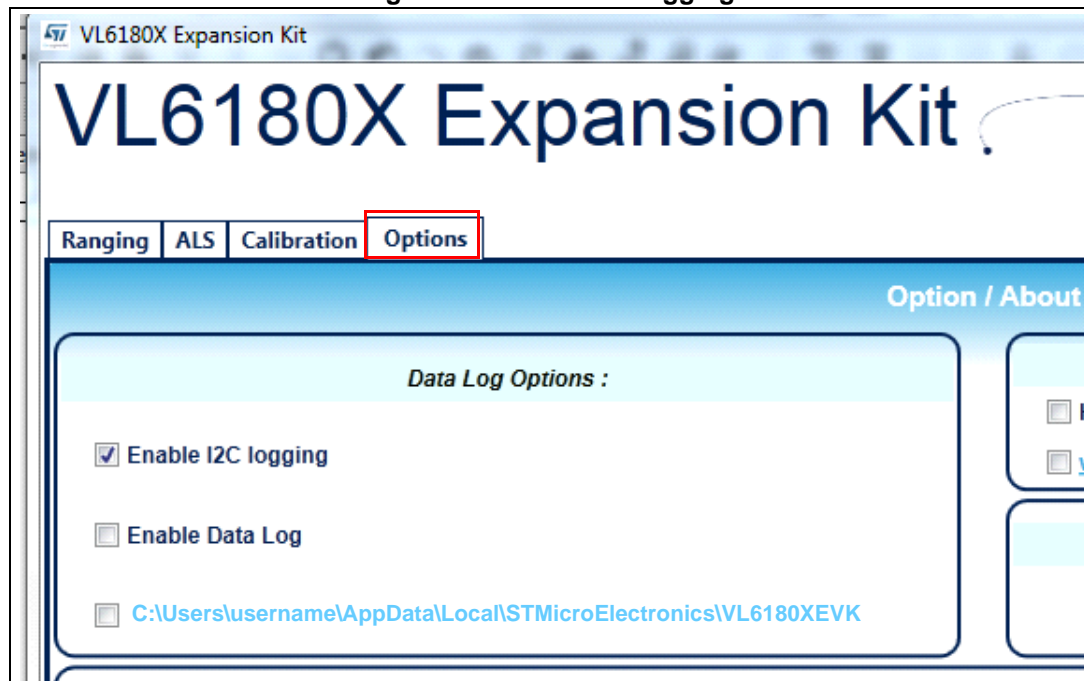 VL6180X Expansion Kit
VL6180X Expansion Kit
Ranging ALS Calibration Options
Option / About
Data Log Options :
Enable I2C logging
Enable Data Log
C:\Users\username\AppData\Local\STMicroElectronics\VL6180XEVK